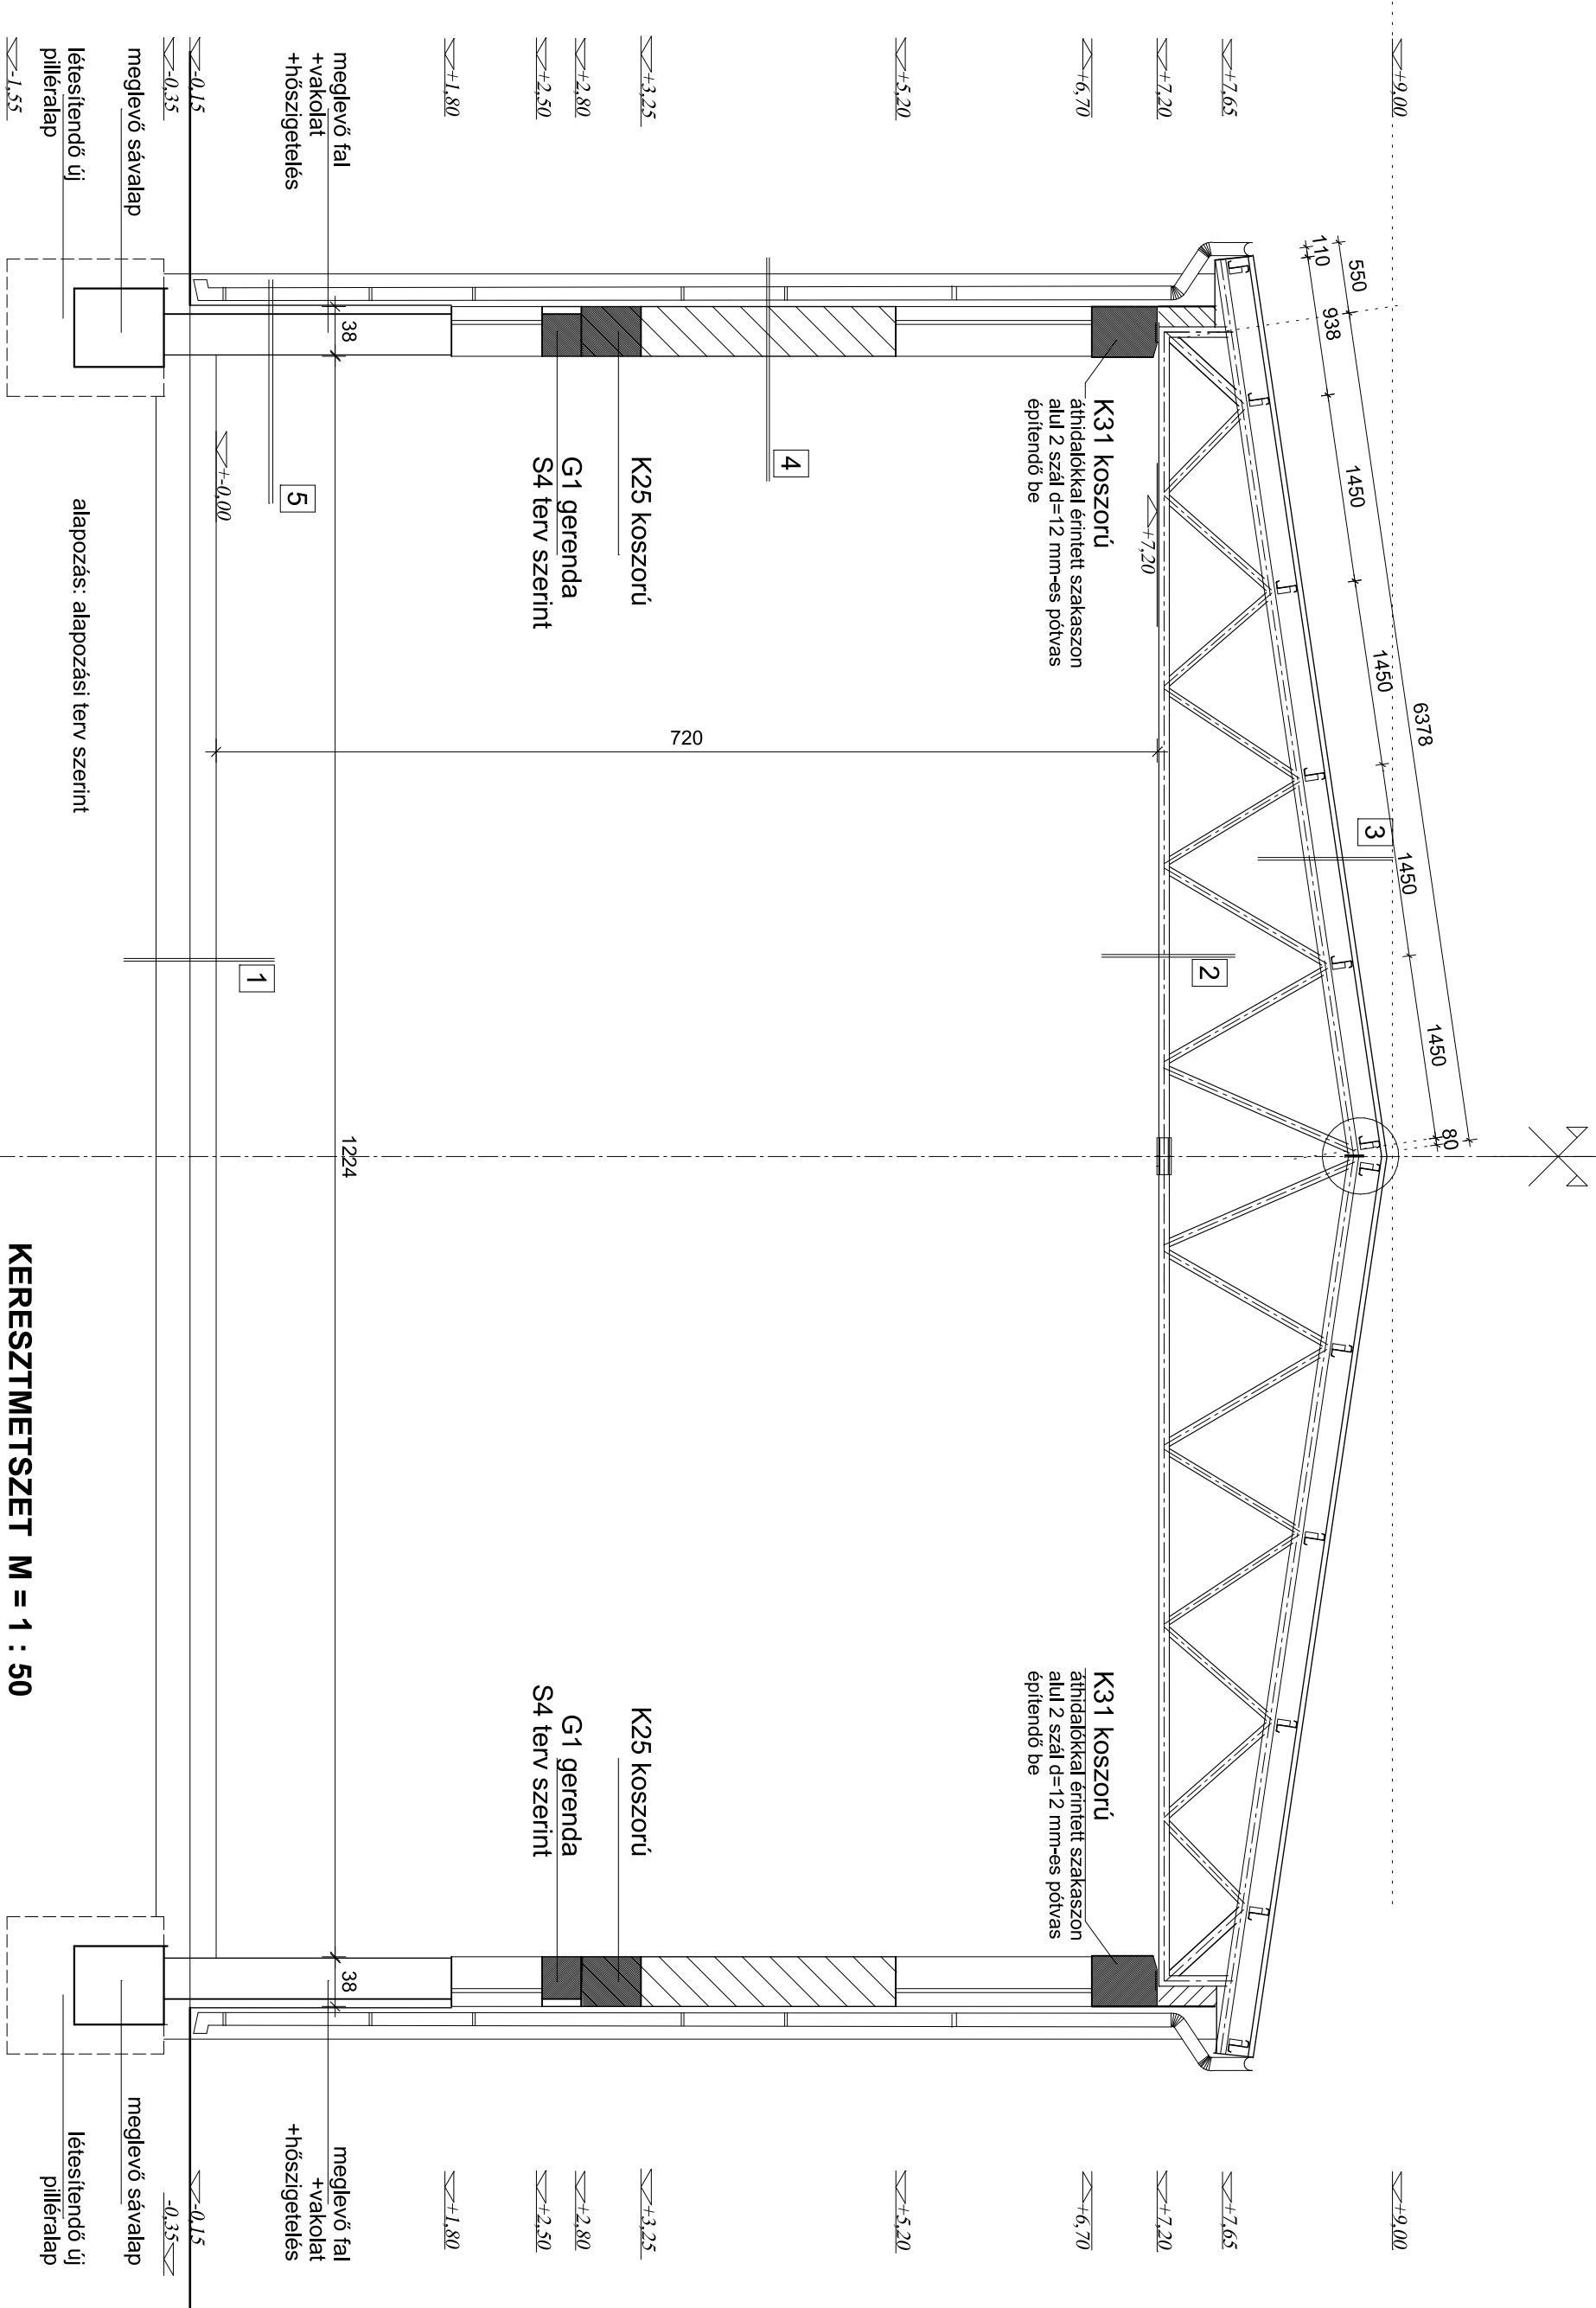 +9,00
+7,65
+7,20
+6,70
+5,20
+3,25
+2,80
+2,50
+1,80
-0,15
-0,35
-1,55
550
6378
110
938
1450
1450
1450
1450
80
3
2
+7,20
K31 koszorú
áthidalókkal érintett szakaszon
alul 2 szál d=12 mm-es pótvas
építendő be
K31 koszorú
áthidalókkal érintett szakaszon
alul 2 szál d=12 mm-es pótvas
építendő be
4
720
K25 koszorú
G1 gerenda
S4 terv szerint
K25 koszorú
G1 gerenda
S4 terv szerint
meglevő fal
+vakolat
+hőszigetelés
38
1224
38
meglevő fal
+vakolat
+hőszigetelés
5
1
+-0,00
meglevő sávalap
létesítendő új
pilléralap
alapozás: alapozási terv szerint
meglevő sávalap
létesítendő új
pilléralap
+9,00
+7,65
+7,20
+6,70
+5,20
+3,25
+2,80
+2,50
+1,80
-0,15
-0,35
KERESZTMETSZET M = 1 : 50